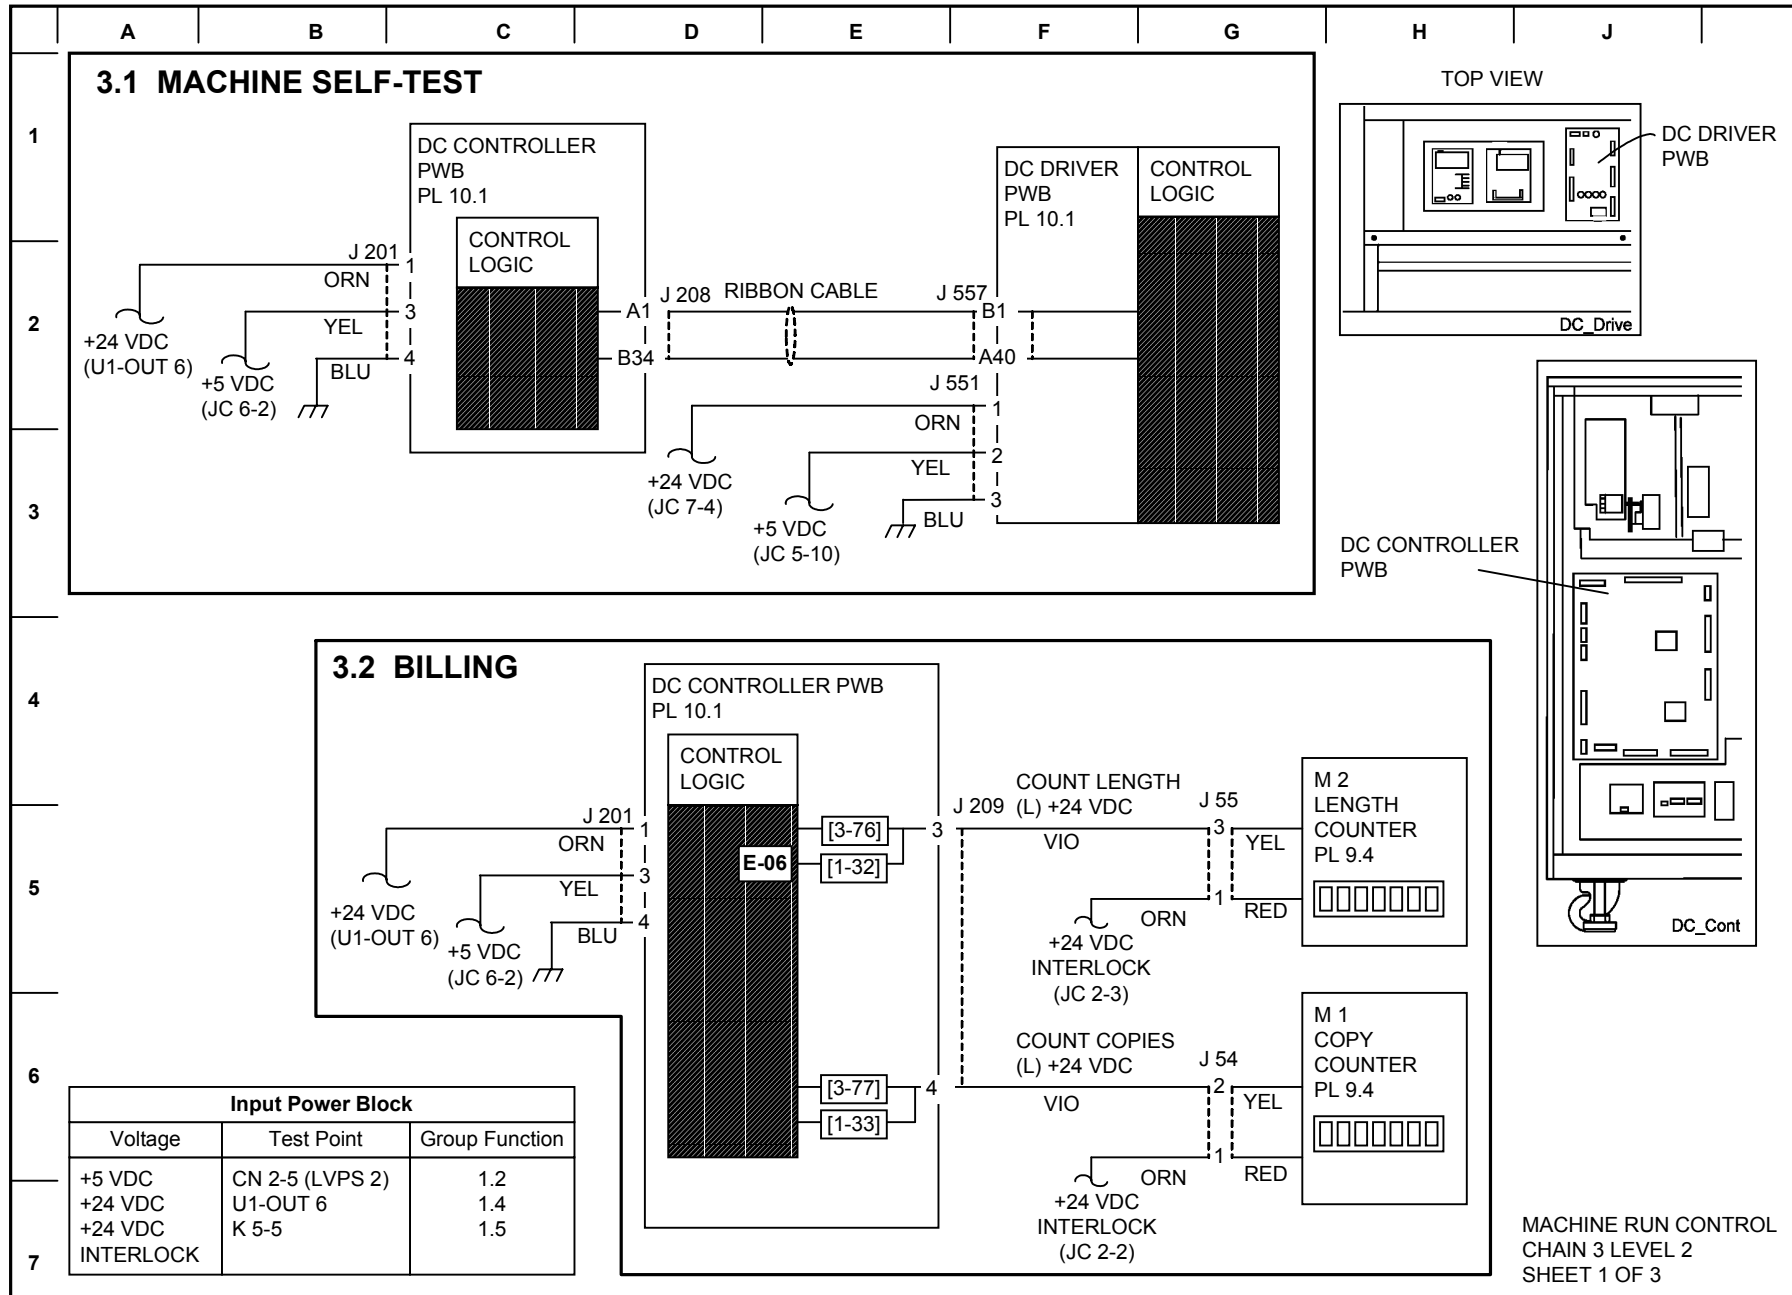 A B C D E F G H J
1
2
3
4
5
6
7
3.1 MACHINE SELF-TEST
DC CONTROLLER
PWB
PL 10.1
CONTROL
LOGIC
J 201
1
ORN
3
YEL
4
BLU
+24 VDC
(U1-OUT 6)
+5 VDC
(JC 6-2)
A1
B34
J 208
RIBBON CABLE
J 557
B1
A40
DC DRIVER
PWB
PL 10.1
CONTROL
LOGIC
J 551
1
ORN
2
YEL
3
BLU
+24 VDC
(JC 7-4)
+5 VDC
(JC 5-10)
TOP VIEW
DC DRIVER
PWB
DC_Drive
DC CONTROLLER
PWB
DC_Cont
3.2 BILLING
DC CONTROLLER PWB
PL 10.1
CONTROL
LOGIC
J 201
1
ORN
3
YEL
4
BLU
+24 VDC
(U1-OUT 6)
+5 VDC
(JC 6-2)
E-06
[3-76]
[1-32]
3
J 209
COUNT LENGTH
(L) +24 VDC
VIO
J 55
3
YEL
1
ORN
RED
+24 VDC
INTERLOCK
(JC 2-3)
M 2
LENGTH
COUNTER
PL 9.4
[3-77]
[1-33]
4
COUNT COPIES
(L) +24 VDC
VIO
J 54
2
YEL
1
ORN
RED
+24 VDC
INTERLOCK
(JC 2-2)
M 1
COPY
COUNTER
PL 9.4
Input Power Block
Voltage Test Point Group Function
+5 VDC CN 2-5 (LVPS 2) 1.2
+24 VDC U1-OUT 6 1.4
+24 VDC K 5-5 1.5
INTERLOCK
MACHINE RUN CONTROL
CHAIN 3 LEVEL 2
SHEET 1 OF 3